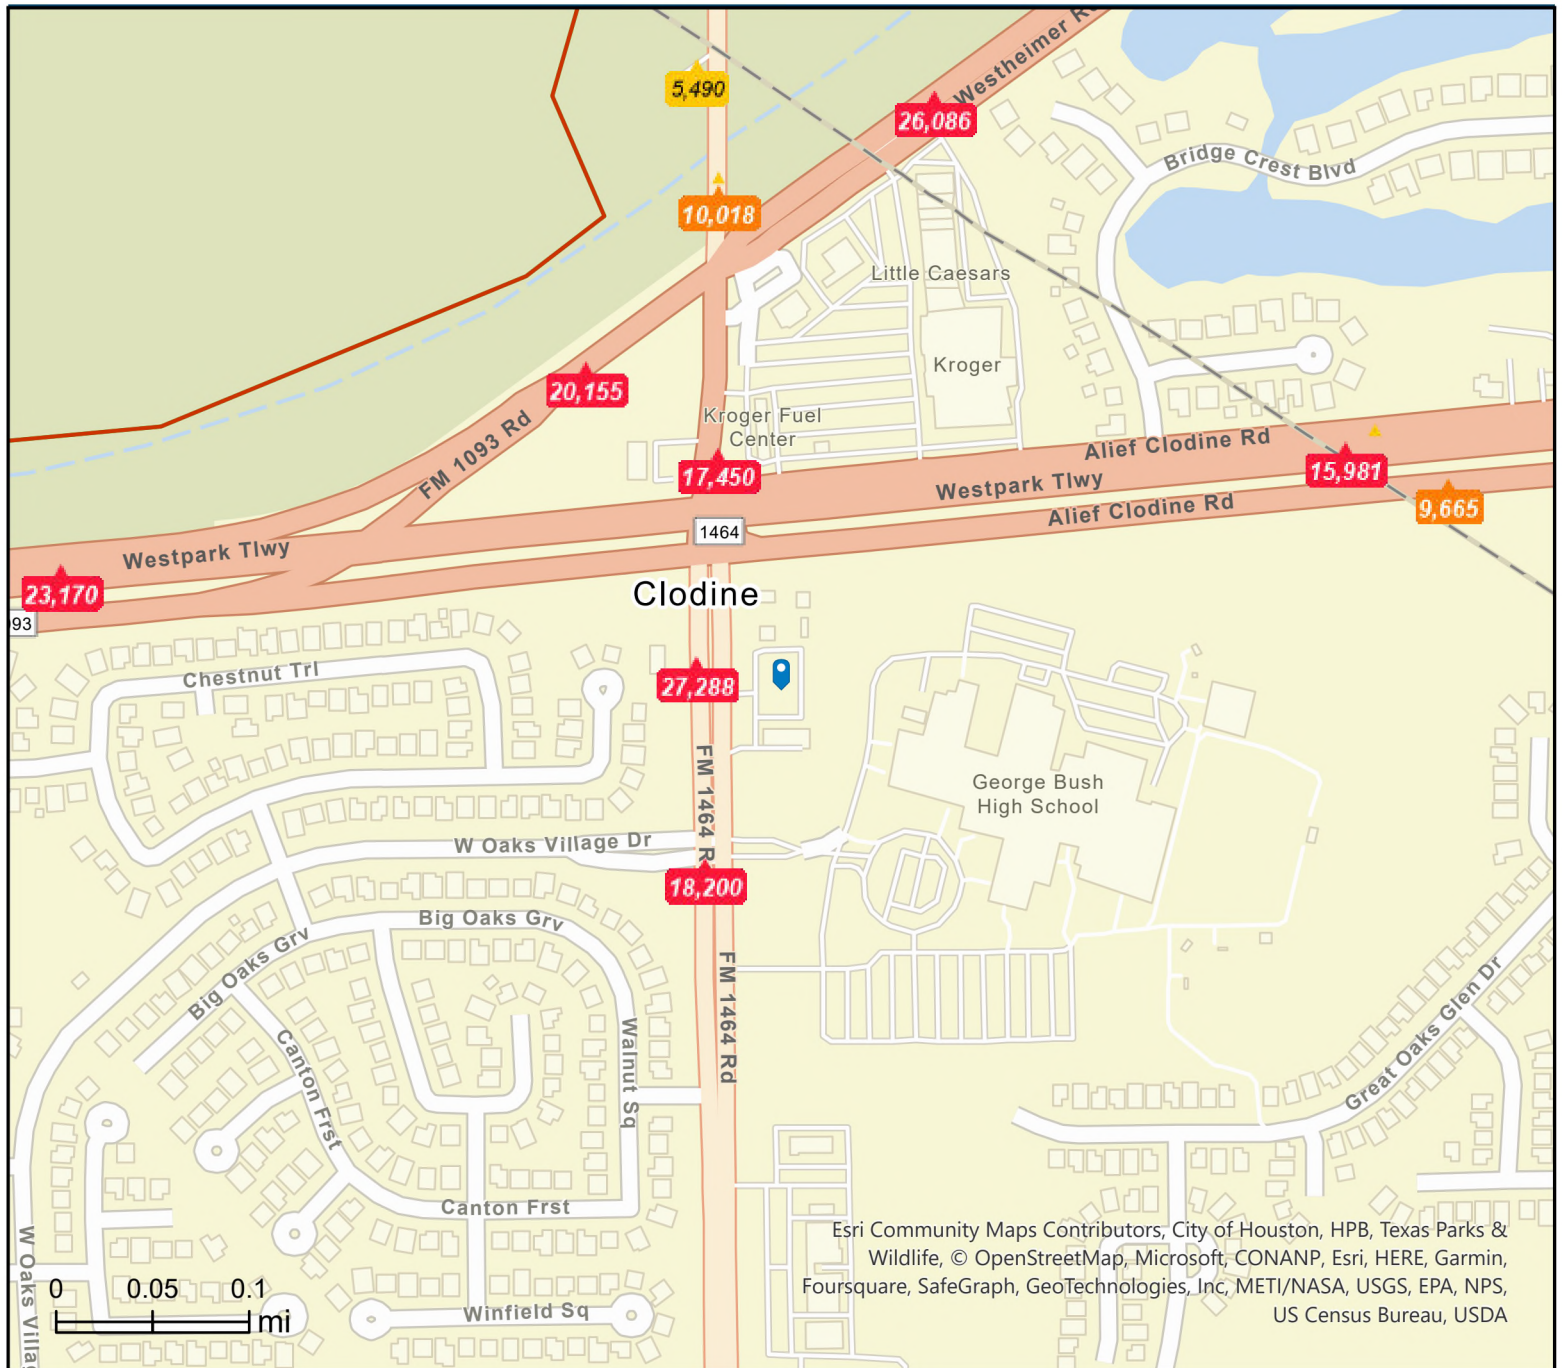 5,490
Westheimer R
26,086
Bridge Crest Blvd
10,018
Little Caesars
20,155
Kroger
Kroger Fuel
Center
FM 1093 Rd
Alief Clodine Rd
17,450
15,981
Westpark Tlwy
9,665
Alief Clodine Rd
1464
Westpark Tlwy
23,170
Clodine
93
Chestnut Trl
27,288
FM 1464 R
George Bush
High School
W Oaks Village Dr
18,200
Big Oaks Grv
Big Oaks Grv
FM 1464 Rd
Great Oaks Glen Dr
Walnut Sq
Canton Frst
Canton Frst
W Oaks Villa
Winfield Sq
0 0.05 0.1
mi
Esri Community Maps Contributors, City of Houston, HPB, Texas Parks &
Wildlife, © OpenStreetMap, Microsoft, CONANP, Esri, HERE, Garmin,
Foursquare, SafeGraph, GeoTechnologies, Inc, METI/NASA, USGS, EPA, NPS,
US Census Bureau, USDA